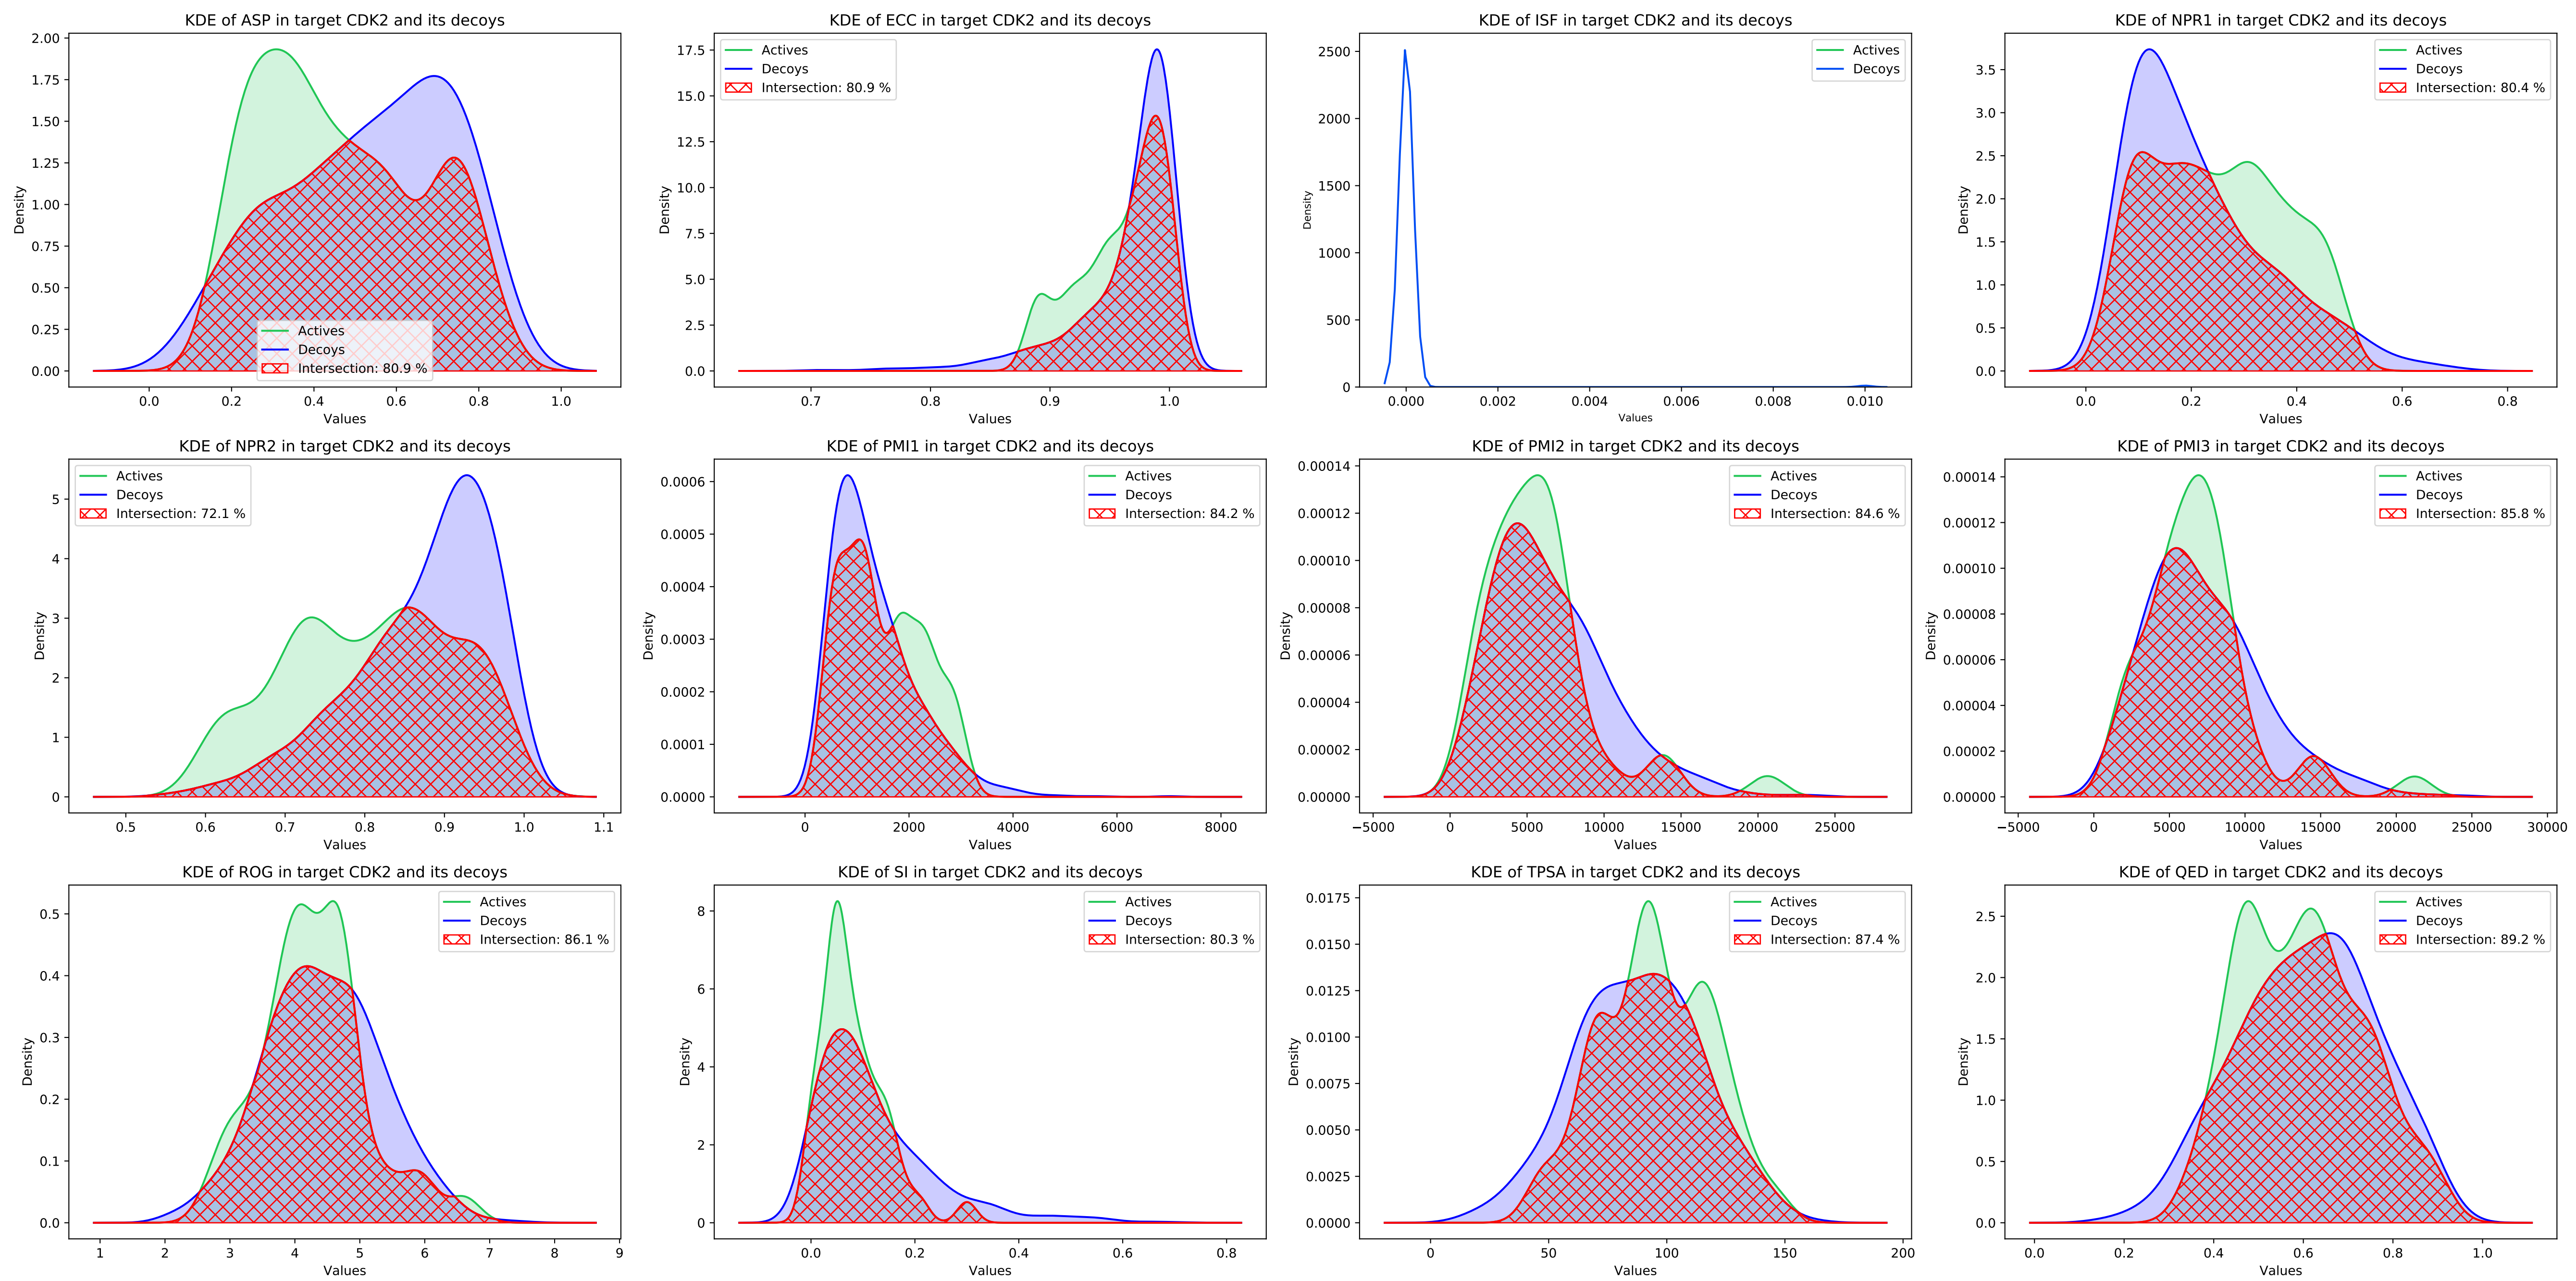 KDE of ASP in target CDK2 and its decoys
Density
2.00
1.75
1.50
1.25
1.00
0.75
0.50
0.25
0.00
Actives
Decoys
Intersection: 80.9 %
0.0 0.2 0.4 0.6 0.8 1.0
Values
KDE of ECC in target CDK2 and its decoys
Density
17.5
15.0
12.5
10.0
7.5
5.0
2.5
0.0
Actives
Decoys
Intersection: 80.9 %
0.7 0.8 0.9 1.0
Values
KDE of ISF in target CDK2 and its decoys
Density
2500
2000
1500
1000
500
0
Actives
Decoys
0.000 0.002 0.004 0.006 0.008 0.010
Values
KDE of NPR1 in target CDK2 and its decoys
Density
3.5
3.0
2.5
2.0
1.5
1.0
0.5
0.0
Actives
Decoys
Intersection: 80.4 %
0.0 0.2 0.4 0.6 0.8
Values
KDE of NPR2 in target CDK2 and its decoys
Density
5
4
3
2
1
0
Actives
Decoys
Intersection: 72.1 %
0.5 0.6 0.7 0.8 0.9 1.0 1.1
Values
KDE of PMI1 in target CDK2 and its decoys
Density
0.0006
0.0005
0.0004
0.0003
0.0002
0.0001
0.0000
Actives
Decoys
Intersection: 84.2 %
0 2000 4000 6000 8000
Values
KDE of PMI2 in target CDK2 and its decoys
Density
0.00014
0.00012
0.00010
0.00008
0.00006
0.00004
0.00002
0.00000
Actives
Decoys
Intersection: 84.6 %
−5000 0 5000 10000 15000 20000 25000
Values
KDE of PMI3 in target CDK2 and its decoys
Density
0.00014
0.00012
0.00010
0.00008
0.00006
0.00004
0.00002
0.00000
Actives
Decoys
Intersection: 85.8 %
−5000 0 5000 10000 15000 20000 25000 30000
Values
KDE of ROG in target CDK2 and its decoys
Density
0.5
0.4
0.3
0.2
0.1
0.0
Actives
Decoys
Intersection: 86.1 %
1 2 3 4 5 6 7 8 9
Values
KDE of SI in target CDK2 and its decoys
Density
8
6
4
2
0
Actives
Decoys
Intersection: 80.3 %
0.0 0.2 0.4 0.6 0.8
Values
KDE of TPSA in target CDK2 and its decoys
Density
0.0175
0.0150
0.0125
0.0100
0.0075
0.0050
0.0025
0.0000
Actives
Decoys
Intersection: 87.4 %
0 50 100 150 200
Values
KDE of QED in target CDK2 and its decoys
Density
2.5
2.0
1.5
1.0
0.5
0.0
Actives
Decoys
Intersection: 89.2 %
0.0 0.2 0.4 0.6 0.8 1.0
Values